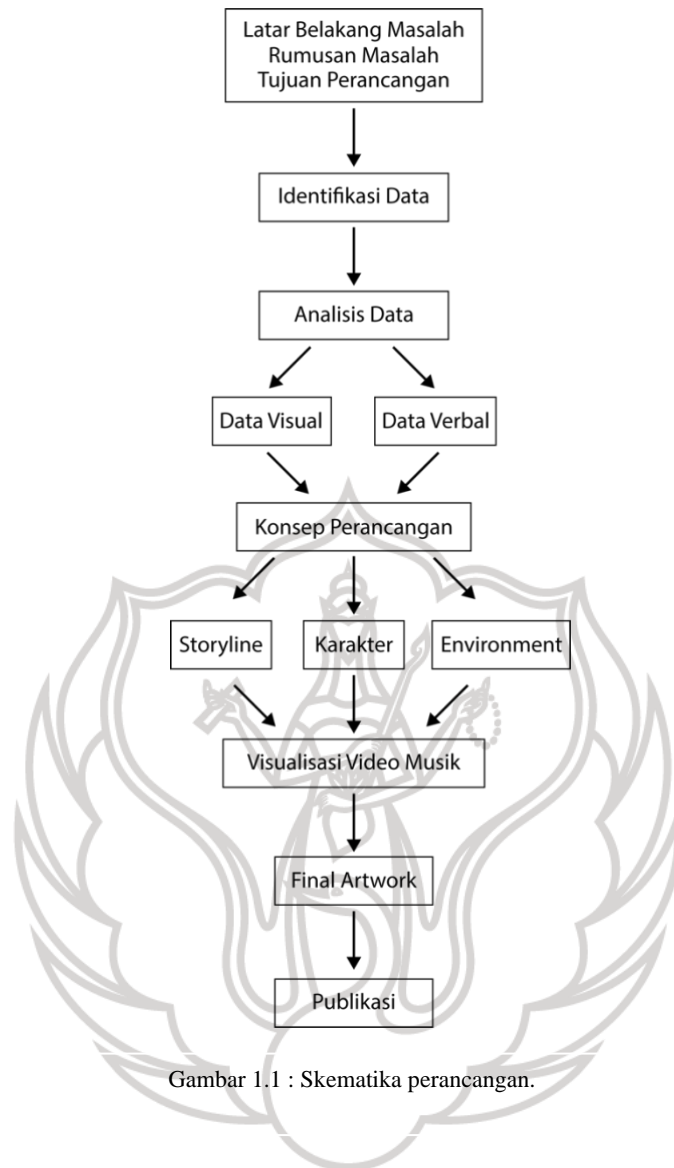 Latar Belakang Masalah
Rumusan Masalah
Tujuan Perancangan
Identifikasi Data
Analisis Data
Data Visual
Data Verbal
Konsep Perancangan
Storyline
Karakter
Environment
Visualisasi Video Musik
Final Artwork
Publikasi
Gambar 1.1 : Skematika perancangan.